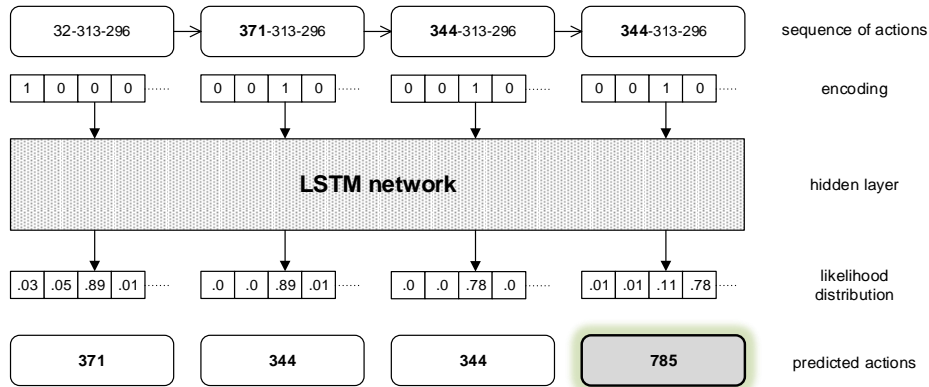 32-313-296 371-313-296 344-313-296 344-313-296 sequence of actions
1 0 0 0 ...... 0 0 1 0 ...... 0 0 1 0 ...... 0 0 1 0 ...... encoding
LSTM network hidden layer
.03 .05 .89 .01 ...... .0 .0 .89 .01 ...... .0 .0 .78 .0 ...... .01 .01 .11 .78 ...... likelihood
distribution
371 344 344 785 predicted actions